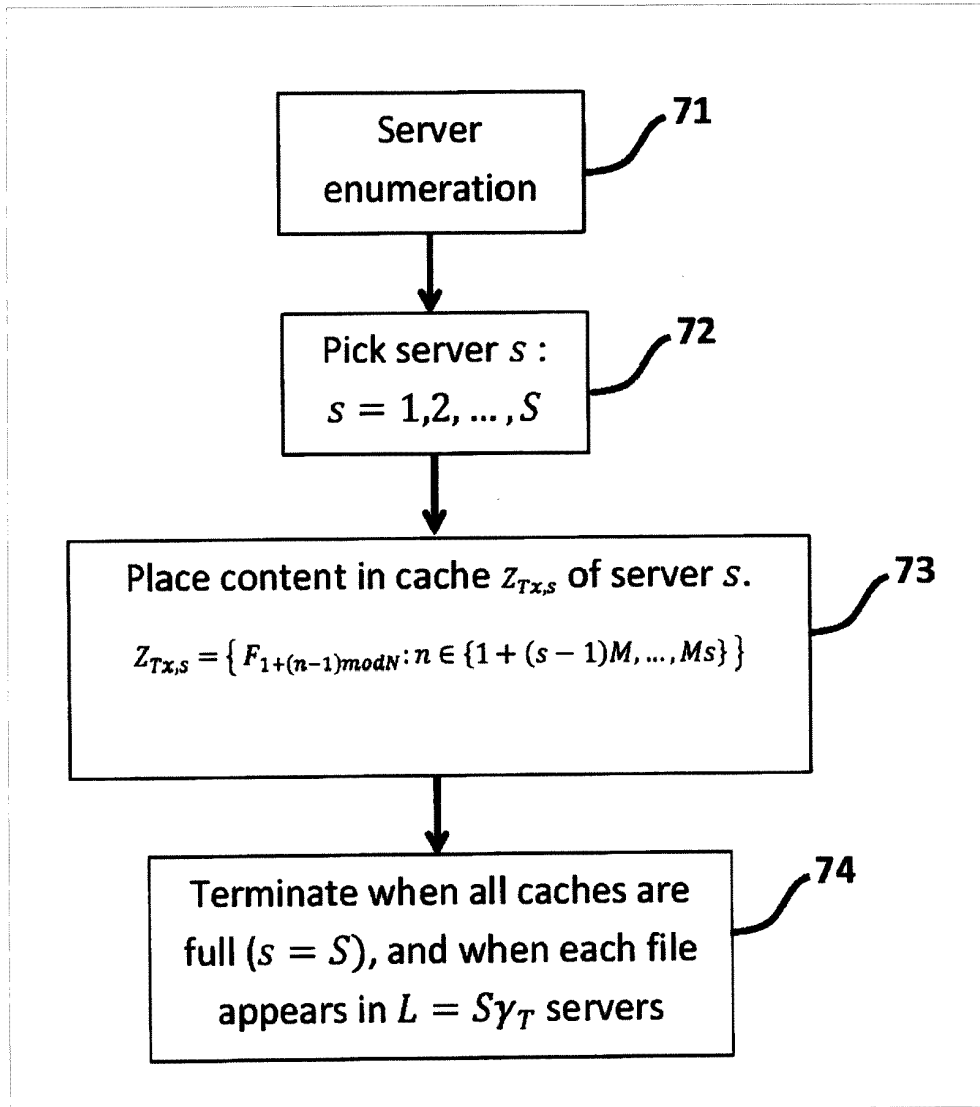 Server
enumeration
71
Pick server s :
s = 1,2, … , S
72
Place content in cache Z_{Tx,s} of server s.
Z_{Tx,s} = { F_{1+(n−1)modN}: n ∈ {1 + (s − 1)M, … , Ms} }
73
Terminate when all caches are
full (s = S), and when each file
appears in L = Sγ_T servers
74